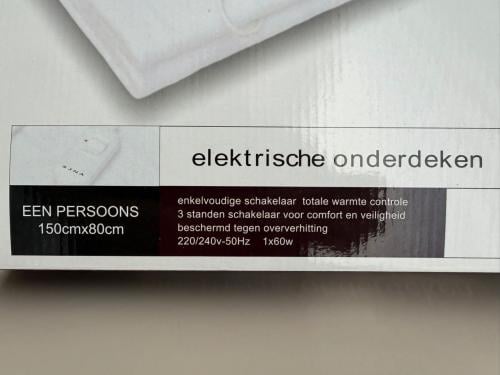 elektrische onderdeken
EEN PERSOONS
150cmx80cm
enkelvoudige schakelaar totale warmte controle
3 standen schakelaar voor comfort en veiligheid
beschermd tegen oververhitting
220/240v-50Hz 1x60w